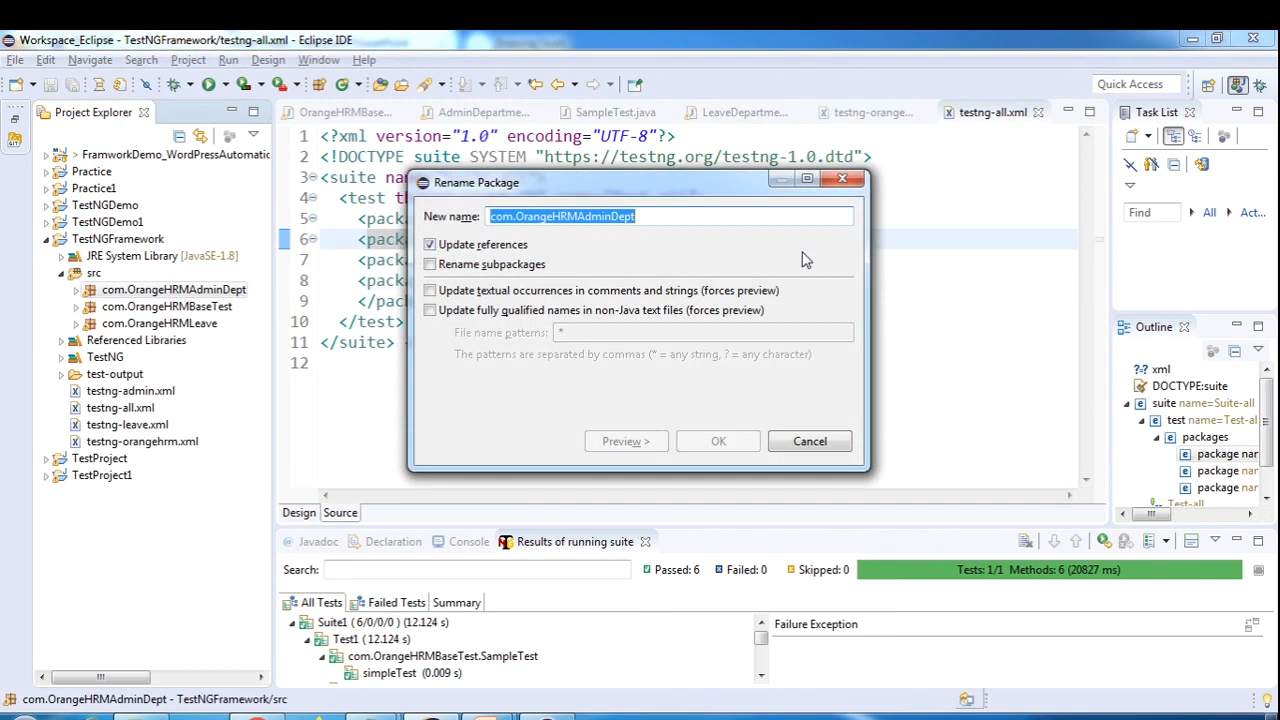 Workspace_Eclipse - TestNGFramework/testng-all.xml - Eclipse IDE
File Edit Navigate Search Project Run Design Window Help
Quick Access
Project Explorer
OrangeHRMBase... AdminDepartme... SampleTest.java LeaveDepartme... testng-orange... testng-all.xml
Task List
> FramworkDemo_WordPressAutomatic
Practice
Practice1
TestNGDemo
TestNGDemo1
TestNGFramework
JRE System Library [JavaSE-1.8]
src
com.OrangeHRMAdminDept
com.OrangeHRMBaseTest
com.OrangeHRMLeave
Referenced Libraries
TestNG
test-output
testng-admin.xml
testng-all.xml
testng-leave.xml
testng-orangehrm.xml
TestProject
TestProject1
1 <?xml version="1.0" encoding="UTF-8"?>
2 <!DOCTYPE suite SYSTEM "https://testng.org/testng-1.0.dtd">
3 <suite
4 <test
5
6
7
8
9
10 </test>
11 </suite>
12
Design Source
Rename Package
New name: com.OrangeHRMAdminDept
Update references
Rename subpackages
Update textual occurrences in comments and strings (forces preview)
Update fully qualified names in non-Java text files (forces preview)
File name patterns: *
The patterns are separated by commas (* = any string, ? = any character)
Preview > OK Cancel
Find All Act...
Outline
xml
DOCTYPE:suite
suite name=Suite-all
test name=Test-al
packages
package nar
package nar
package nar
Test-all
Javadoc Declaration Console Results of running suite
Search: Passed: 6 Failed: 0 Skipped: 0 Tests: 1/1 Methods: 6 (20827 ms)
All Tests Failed Tests Summary
Failure Exception
Suite1 ( 6/0/0/0 ) (12.124 s)
Test1 ( 12.124 s)
com.OrangeHRMBaseTest.SampleTest
simpleTest (0.009 s)
com.OrangeHRMAdminDept - TestNGFramework/src